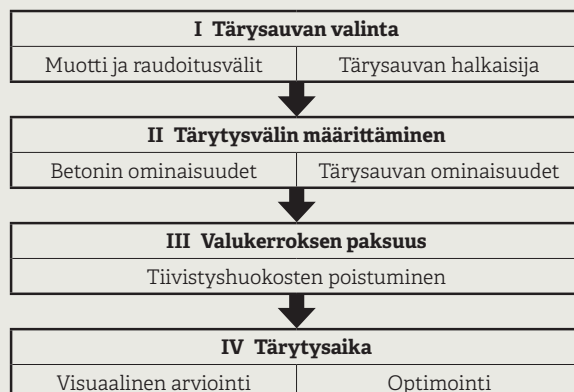 I Tärysauvan valinta
Muotti ja raudoitusvälit
Tärysauvan halkaisija
II Tärytysvälin määrittäminen
Betonin ominaisuudet
Tärysauvan ominaisuudet
III Valukerroksen paksuus
Tiivistyshuokosten poistuminen
IV Tärytysaika
Visuaalinen arviointi
Optimointi